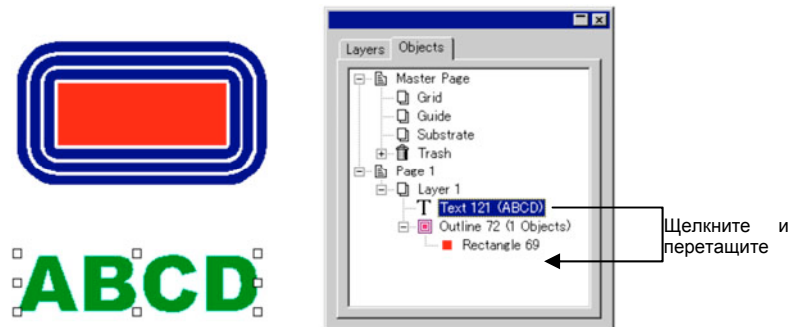 ABCD
Layers Objects
Master Page
Grid
Guide
Substrate
Trash
Page 1
Layer 1
T Text 121 (ABCD)
Outline 72 (1 Objects)
Rectangle 69
Щелкните и
перетащите